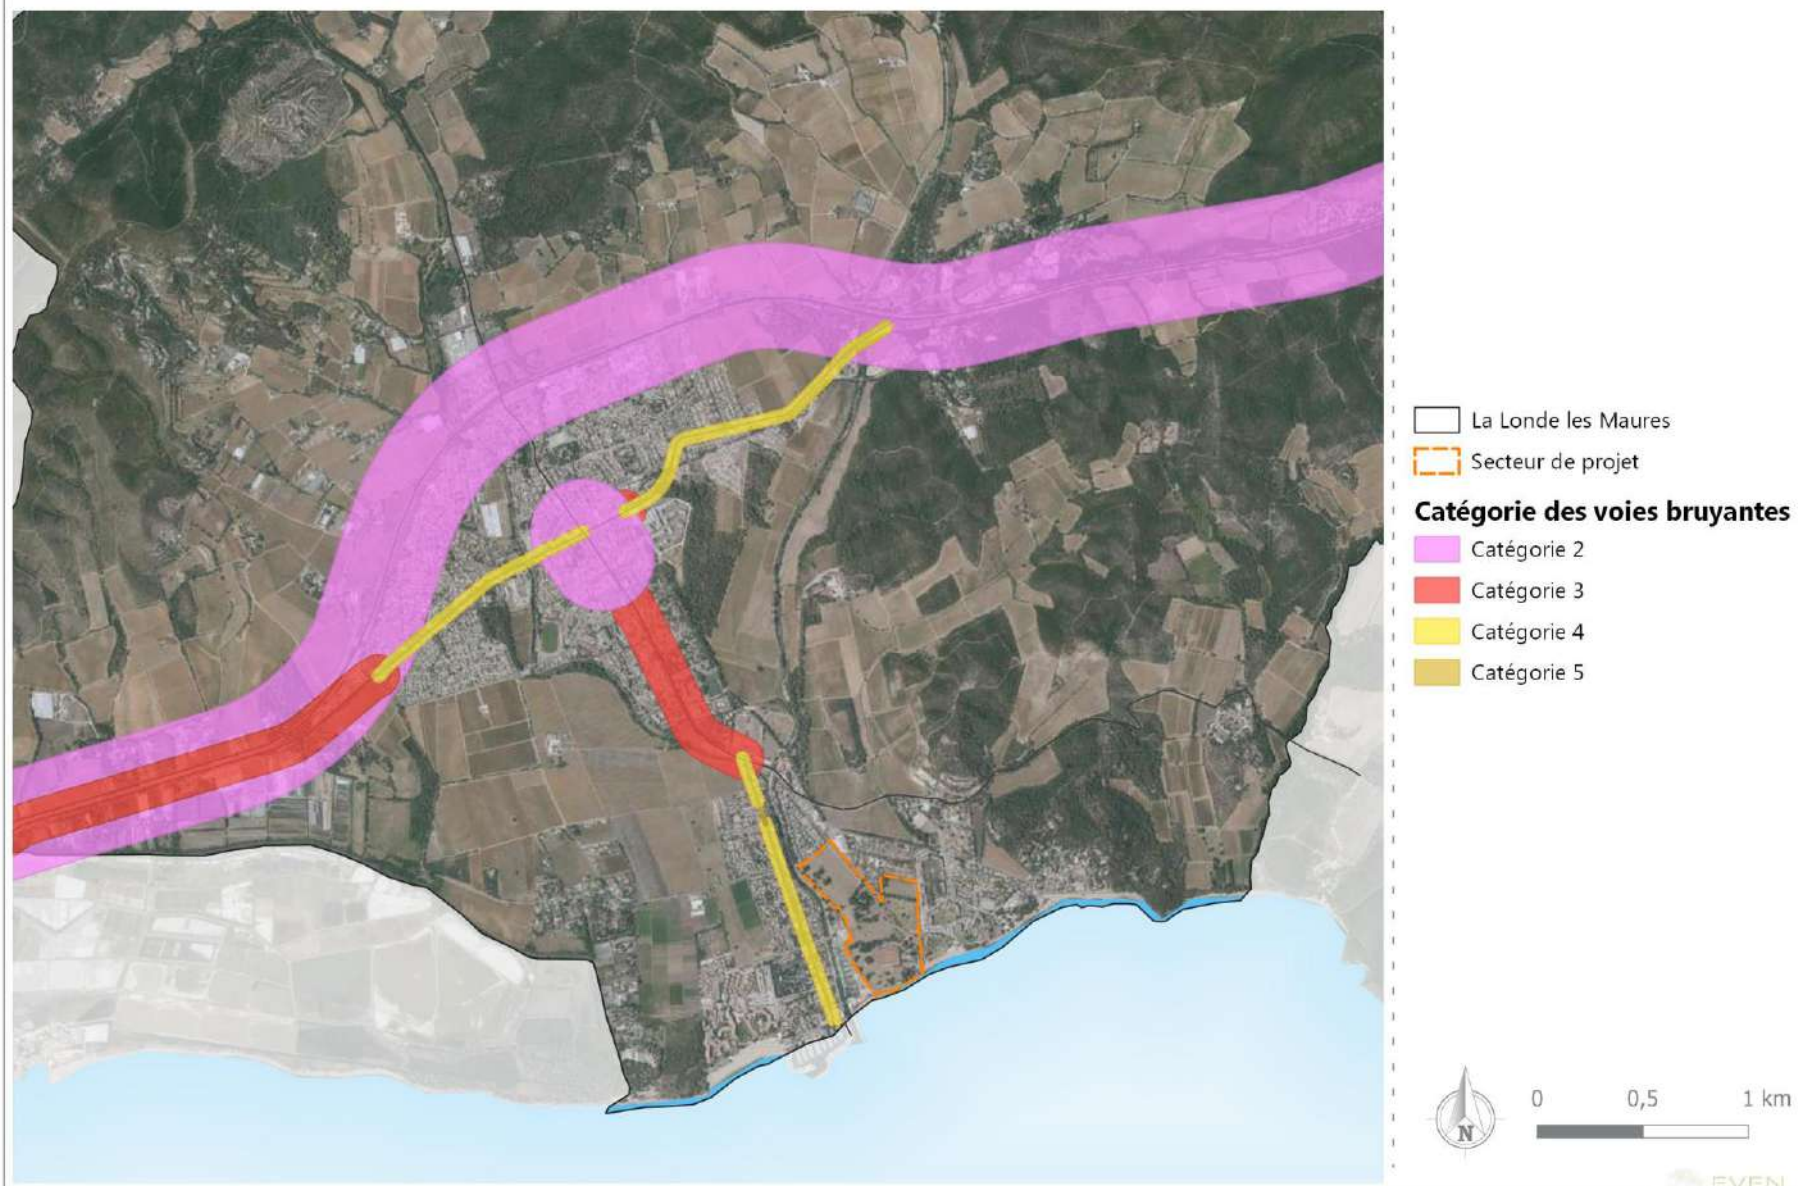 La Londe les Maures
Secteur de projet
Catégorie des voies bruyantes
Catégorie 2
Catégorie 3
Catégorie 4
Catégorie 5
N
0 0,5 1 km
EVEN